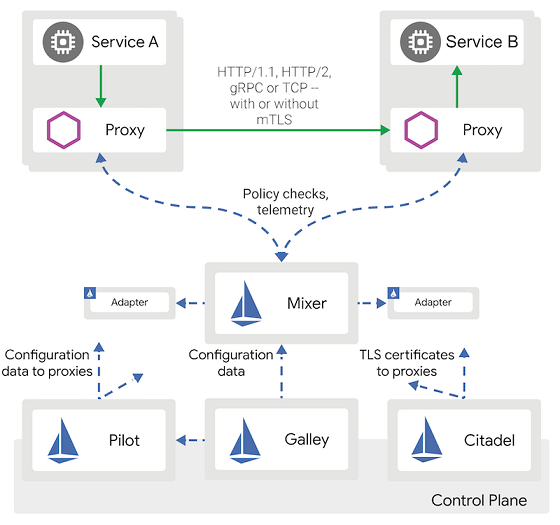 Service A
Service B
HTTP/1.1, HTTP/2,
gRPC or TCP --
with or without
mTLS
Proxy
Proxy
Policy checks,
telemetry
Adapter
Mixer
Adapter
Configuration
data to proxies
Configuration
data
TLS certificates
to proxies
Pilot
Galley
Citadel
Control Plane